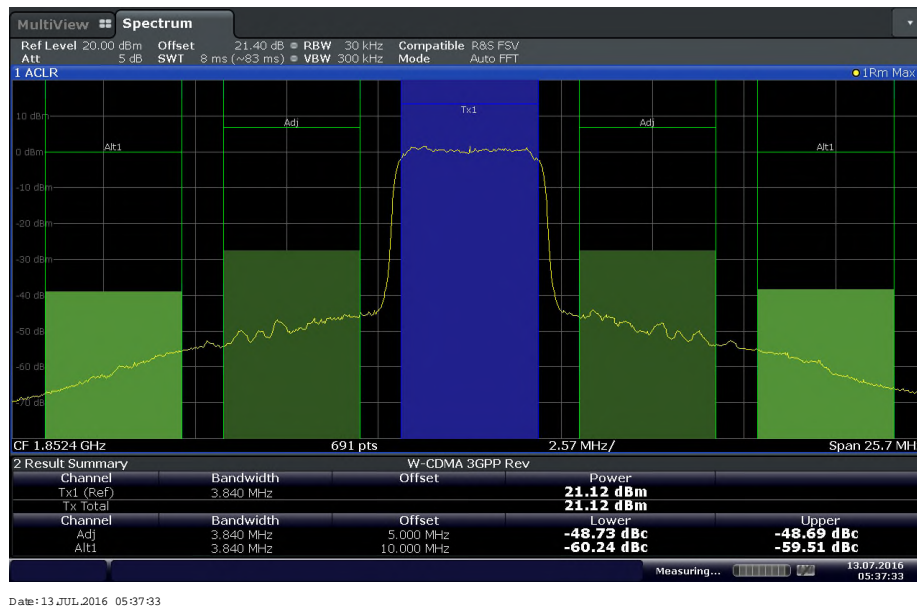 MultiView Spectrum
Ref Level 20.00 dBm Offset 21.40 dB RBW 30 kHz Compatible R&S FSV
Att 5 dB SWT 8 ms (~83 ms) VBW 300 kHz Mode Auto FFT
1 ACLR 1Rm Max
10 dBm
Tx1
Adj Adj
0 dBm
Alt1 Alt1
-10 dBm
-20 dBm
-30 dBm
-40 dB
-50 dB
-60 dB
-70 dB
CF 1.8524 GHz 691 pts 2.57 MHz/ Span 25.7 MH
2 Result Summary W-CDMA 3GPP Rev
Channel Bandwidth Offset Power
Tx1 (Ref) 3.840 MHz 21.12 dBm
Tx Total 21.12 dBm
Channel Bandwidth Offset Lower Upper
Adj 3.840 MHz 5.000 MHz -48.73 dBc -48.69 dBc
Alt1 3.840 MHz 10.000 MHz -60.24 dBc -59.51 dBc
Measuring... 13.07.2016
05:37:33
Date: 13.JUL.2016 05:37:33